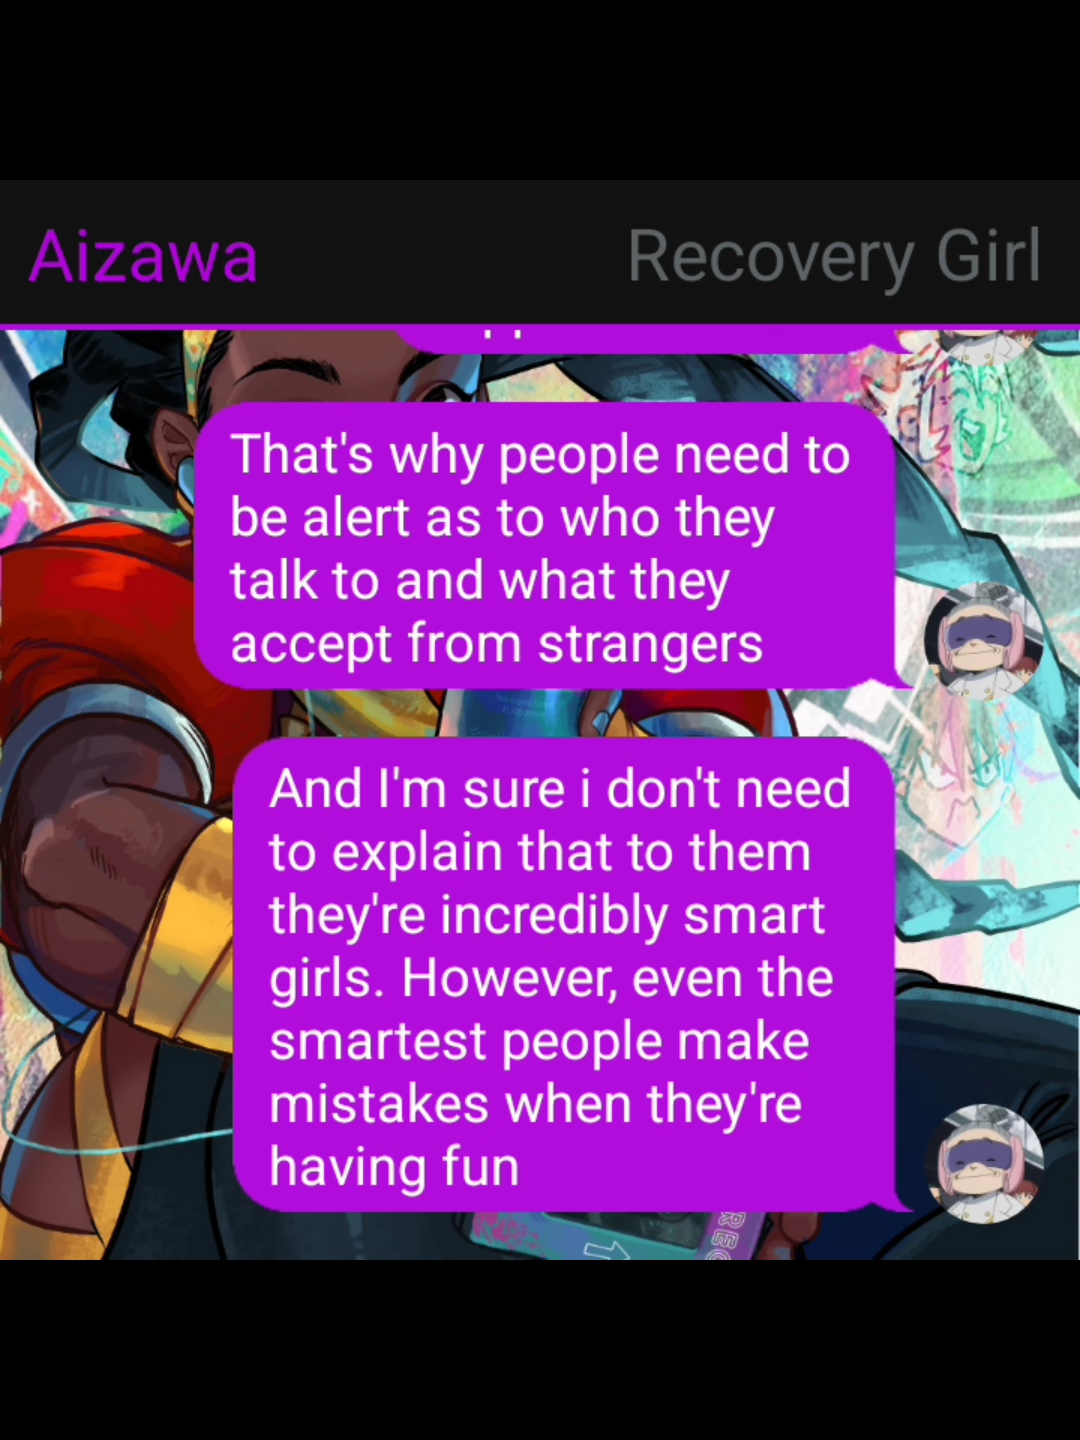 Aizawa
Recovery Girl
That's why people need to
be alert as to who they
talk to and what they
accept from strangers
And I'm sure i don't need
to explain that to them
they're incredibly smart
girls. However, even the
smartest people make
mistakes when they're
having fun
REC